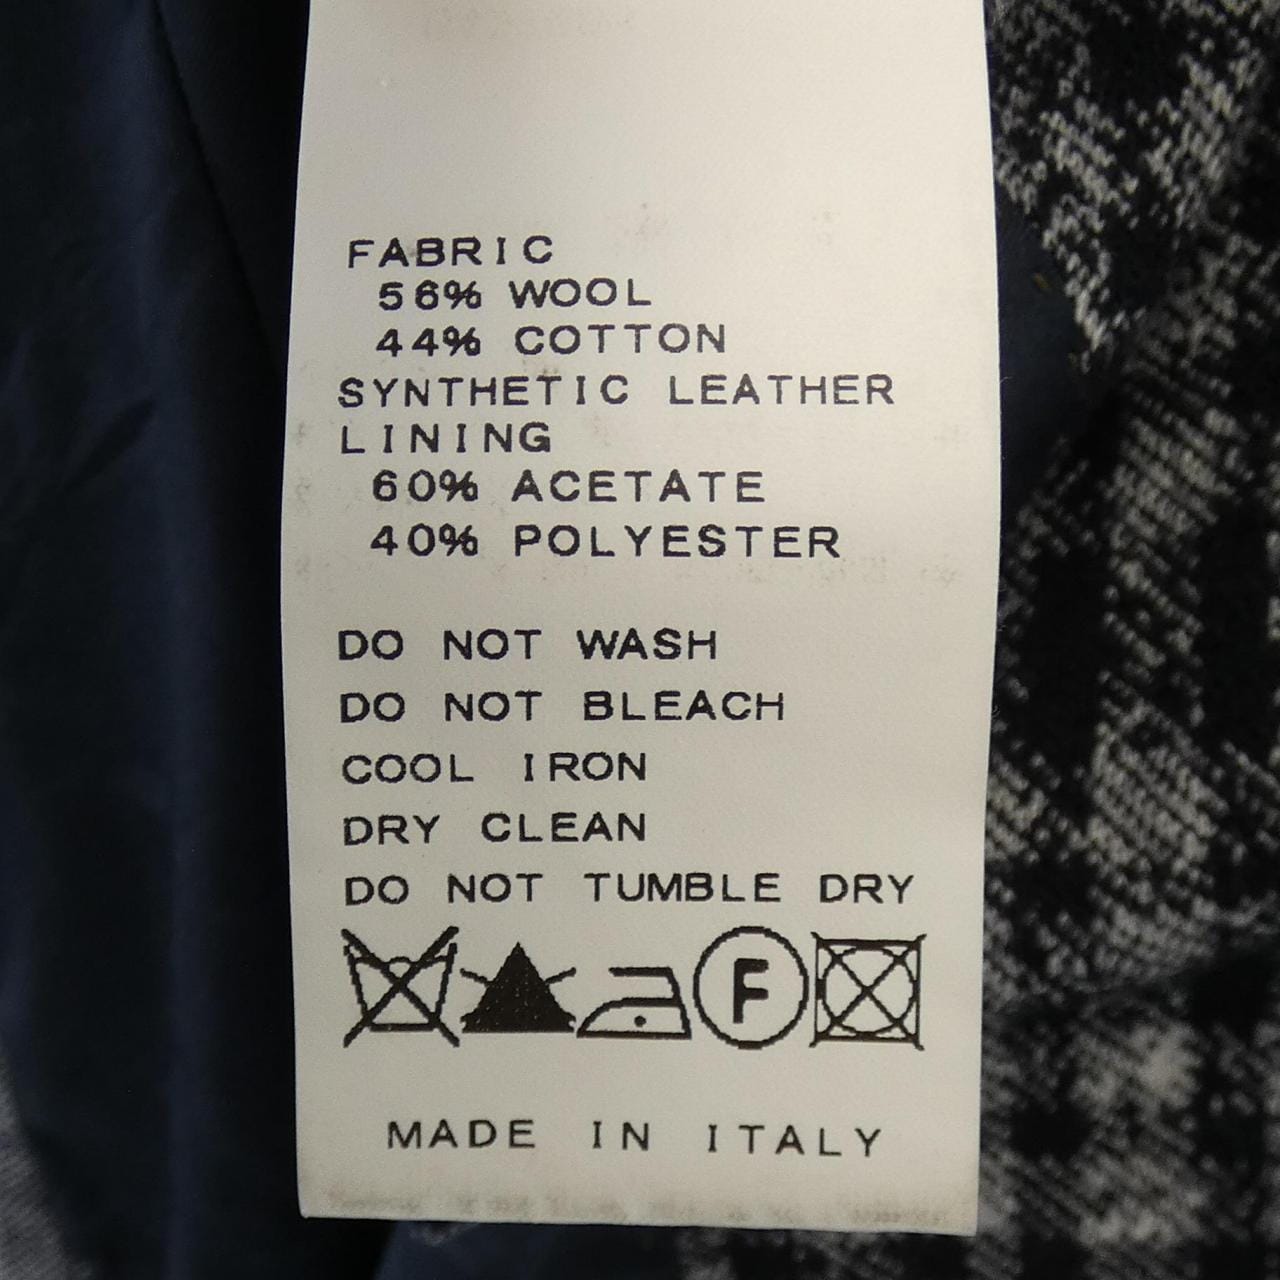 FABRIC
56% WOOL
44% COTTON
SYNTHETIC LEATHER
LINING
60% ACETATE
40% POLYESTER
DO NOT WASH
DO NOT BLEACH
COOL IRON
DRY CLEAN
DO NOT TUMBLE DRY
F
MADE IN ITALY